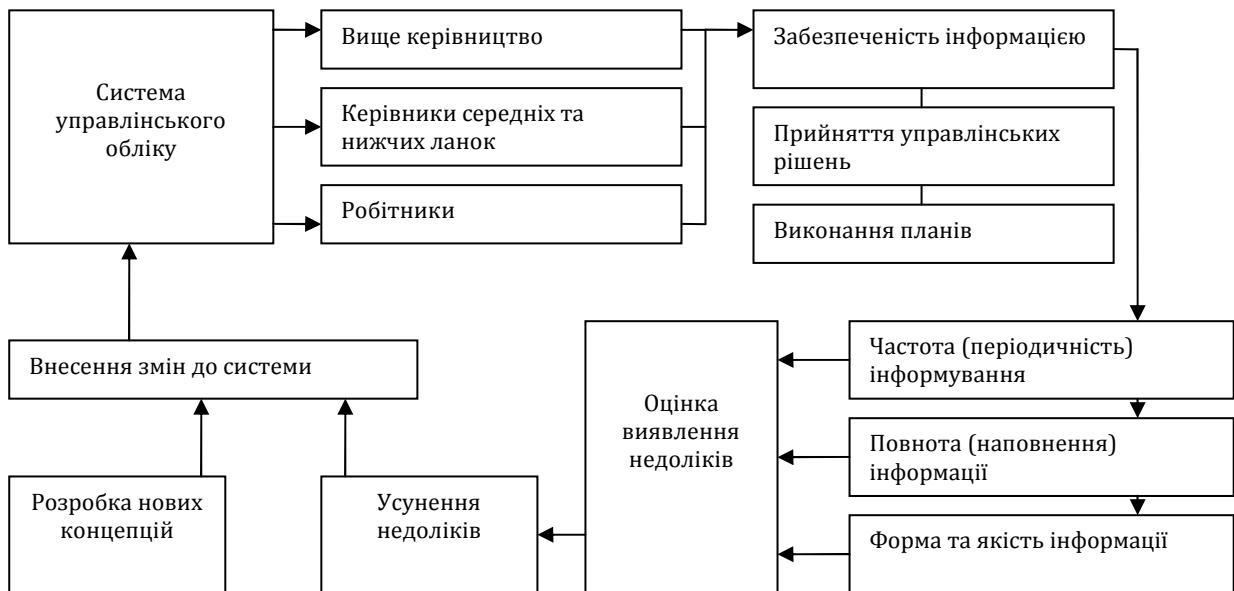 Система
управлінського
обліку
Вище керівництво
Керівники середніх та
нижчих ланок
Робітники
Забезпеченість інформацією
Прийняття управлінських
рішень
Виконання планів
Частота (періодичність)
інформування
Повнота (наповнення)
інформації
Форма та якість інформації
Оцінка
виявлення
недоліків
Внесення змін до системи
Розробка нових
концепцій
Усунення
недоліків